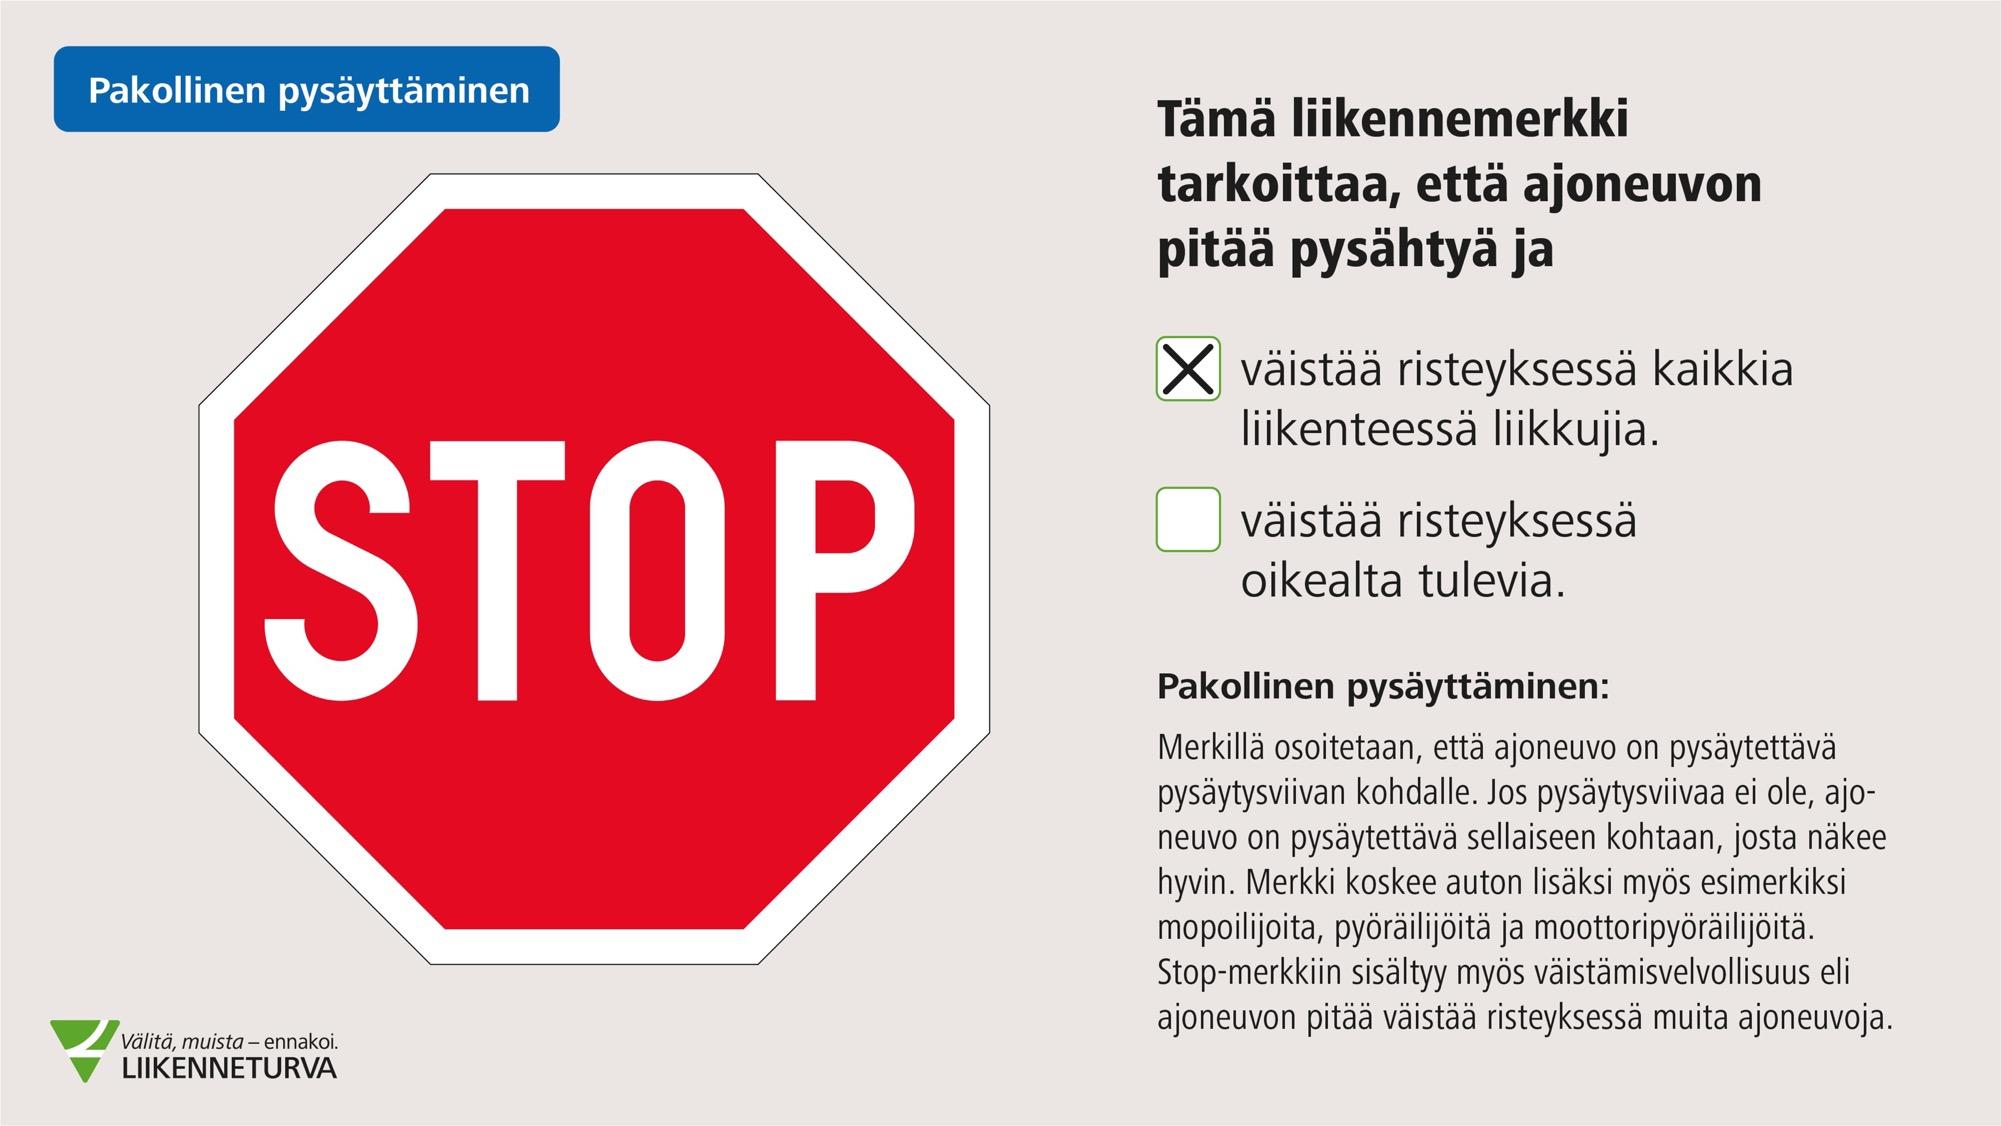 Pakollinen pysäyttäminen
STOP
Tämä liikennemerkki
tarkoittaa, että ajoneuvon
pitää pysähtyä ja
väistää risteyksessä kaikkia
liikenteessä liikkujia.
väistää risteyksessä
oikealta tulevia.
Pakollinen pysäyttäminen:
Merkillä osoitetaan, että ajoneuvo on pysäytettävä
pysäytysviivan kohdalle. Jos pysäytysviivaa ei ole, ajo-
neuvo on pysäytettävä sellaiseen kohtaan, josta näkee
hyvin. Merkki koskee auton lisäksi myös esimerkiksi
mopoilijoita, pyöräilijöitä ja moottoripyöräilijöitä.
Stop-merkkiin sisältyy myös väistämisvelvollisuus eli
ajoneuvon pitää väistää risteyksessä muita ajoneuvoja.
Välitä, muista – ennakoi.
LIIKENNETURVA